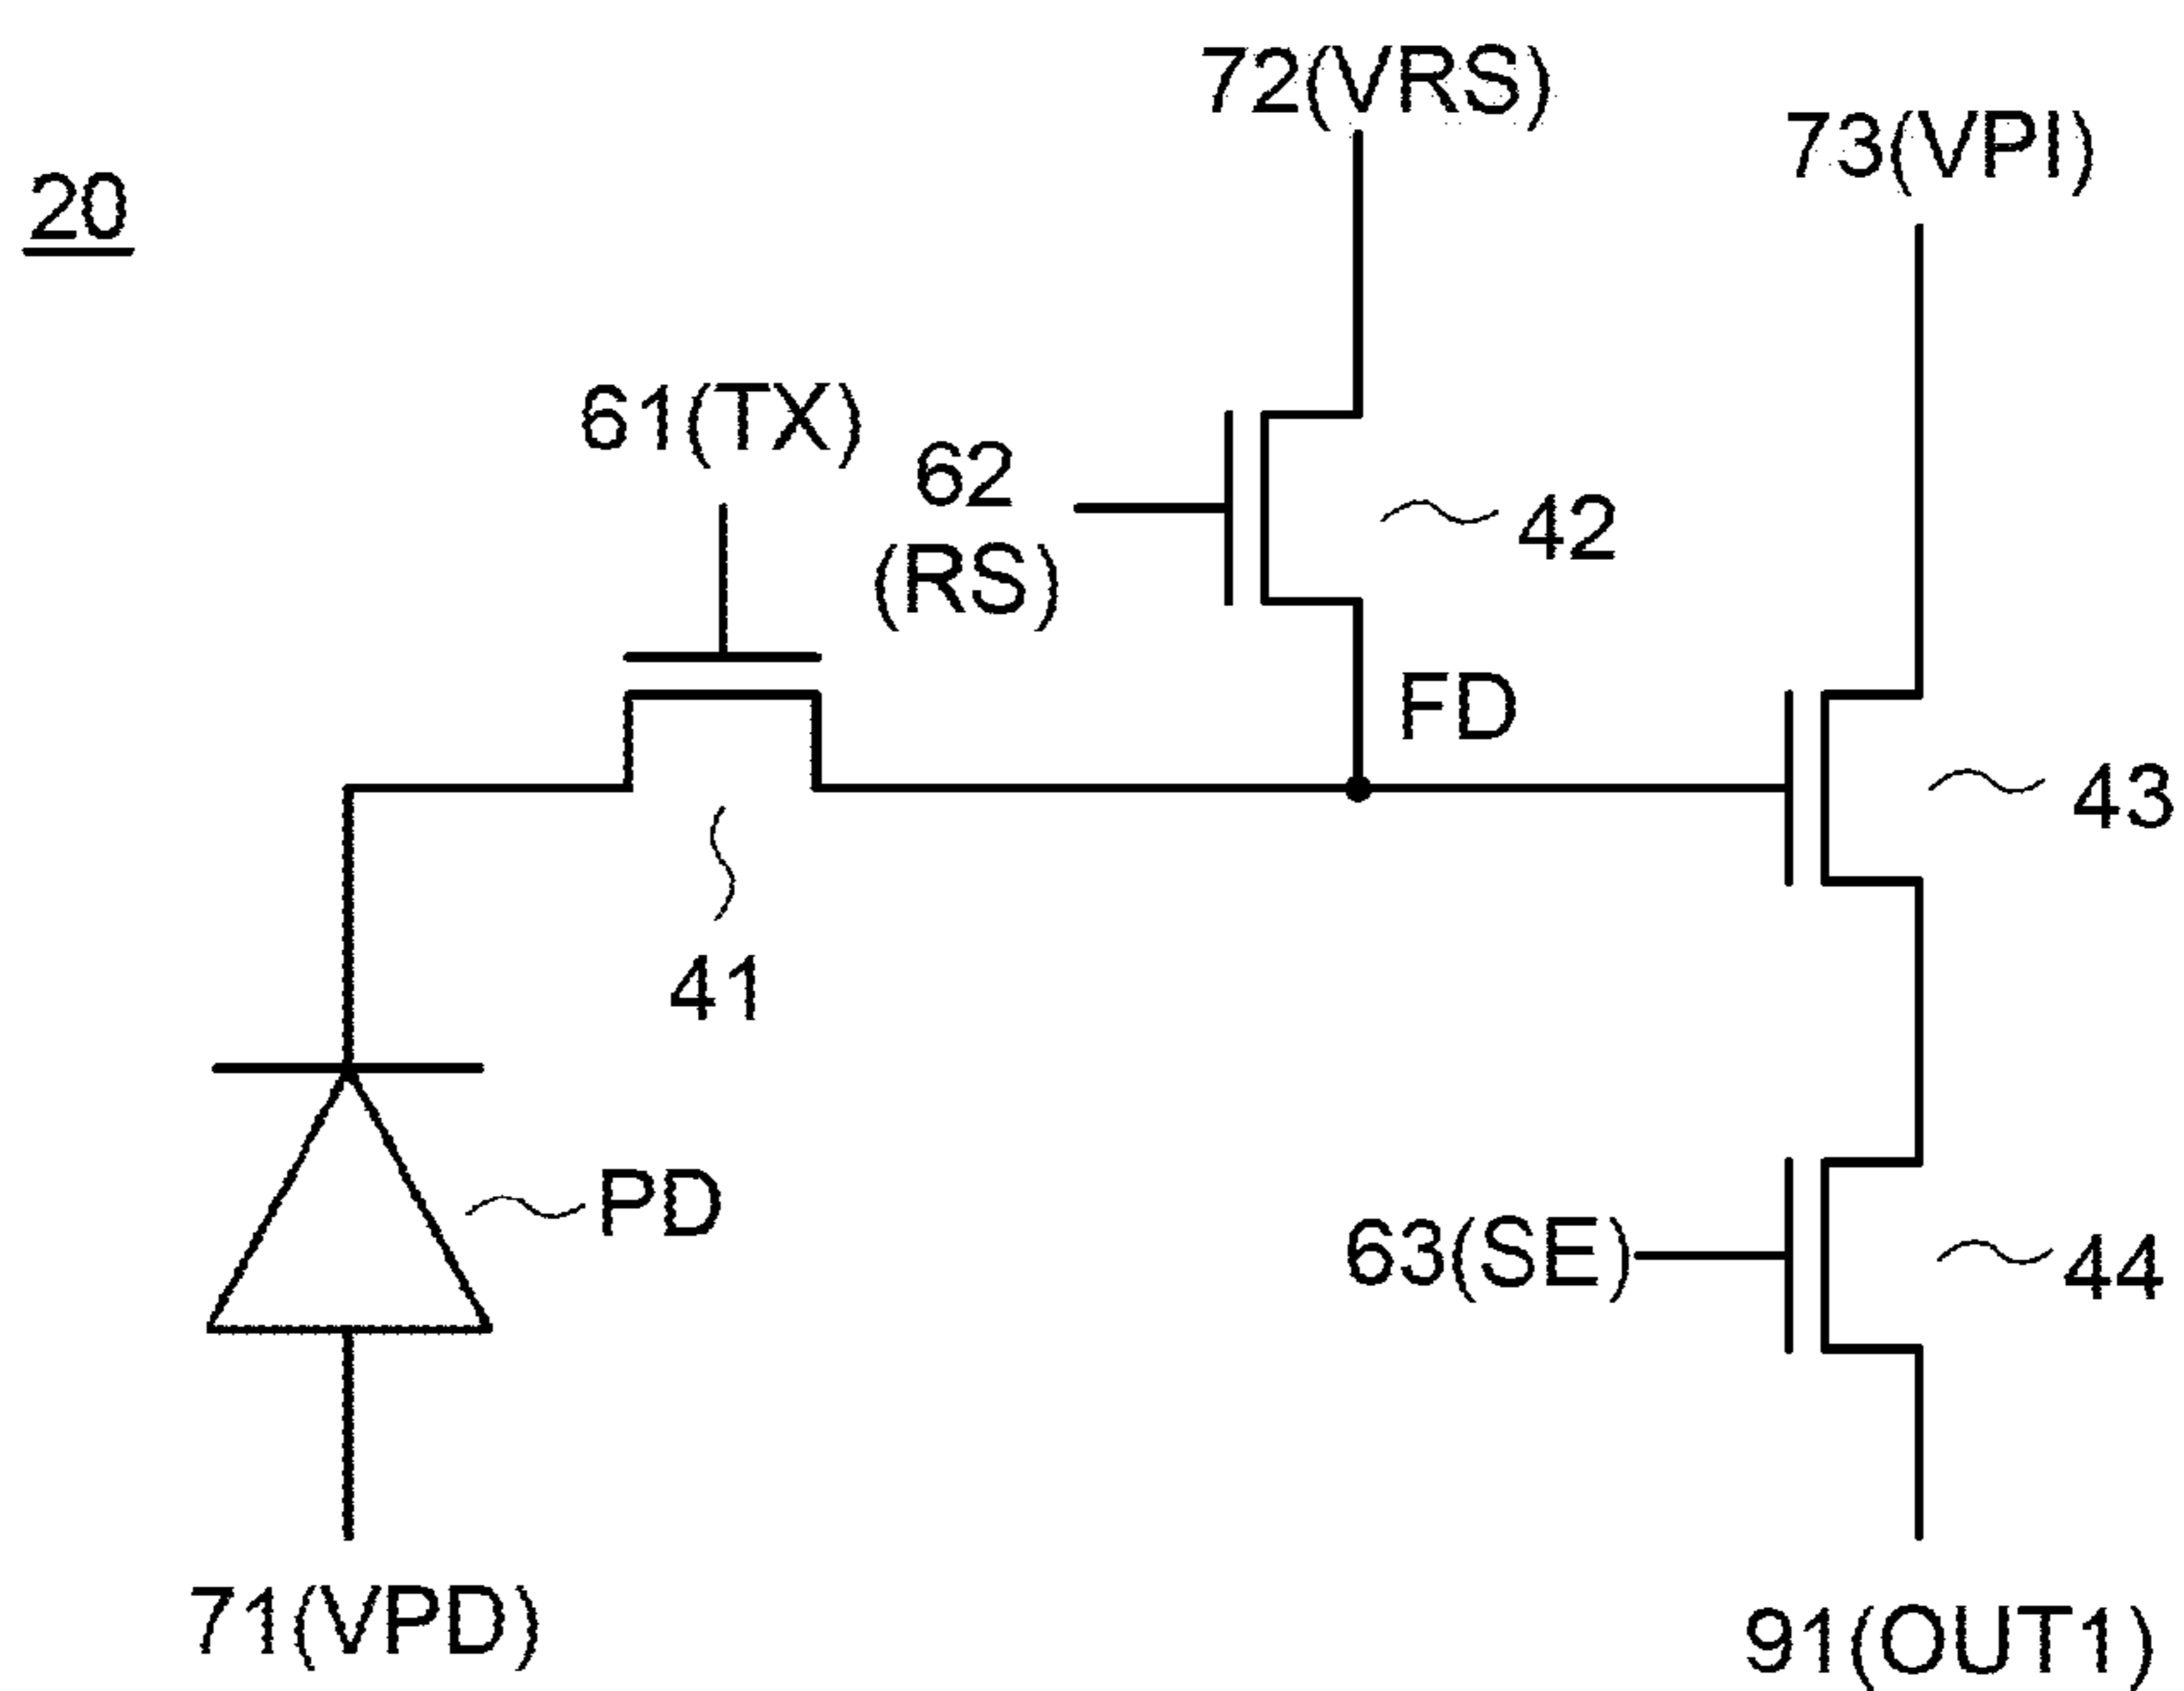 72(VRS)
73(VPI)
20
61(TX)
62
(RS)
42
FD
43
41
PD
63(SE)
44
71(VPD)
91(OUT1)